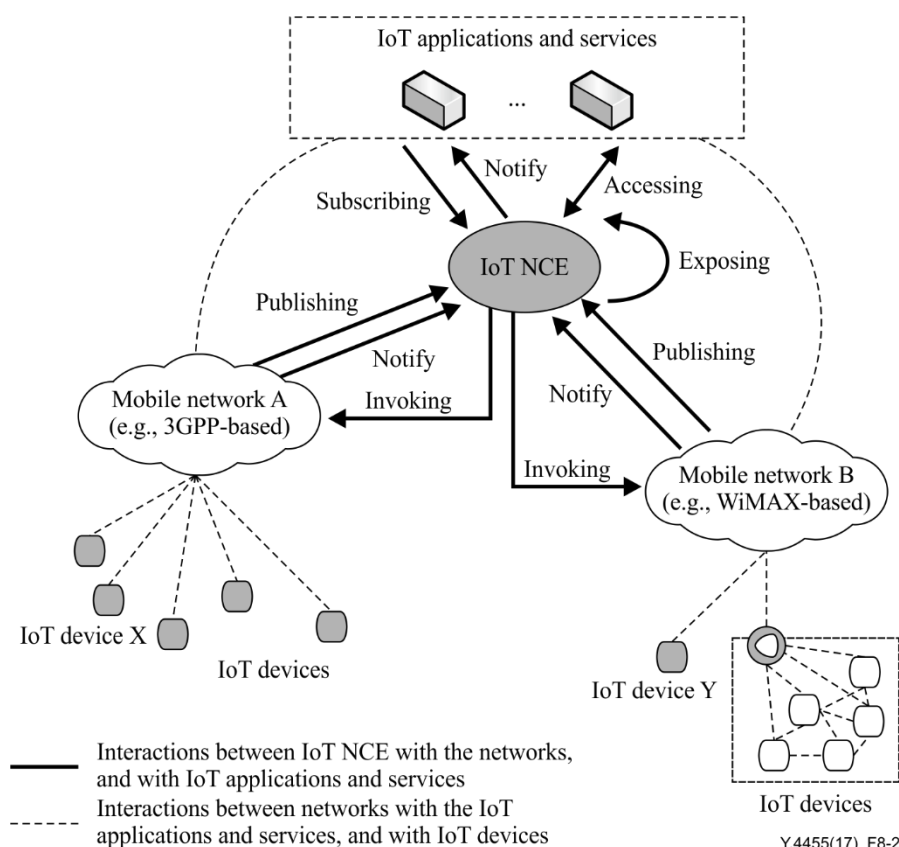 IoT applications and services
...
Notify
Subscribing
Accessing
IoT NCE
Exposing
Publishing
Notify
Publishing
Notify
Mobile network A
(e.g., 3GPP-based)
Invoking
Invoking
Mobile network B
(e.g., WiMAX-based)
IoT device X
IoT devices
IoT device Y
IoT devices
Interactions between IoT NCE with the networks,
and with IoT applications and services
Interactions between networks with the IoT
applications and services, and with IoT devices
Y.4455(17)_F8-2